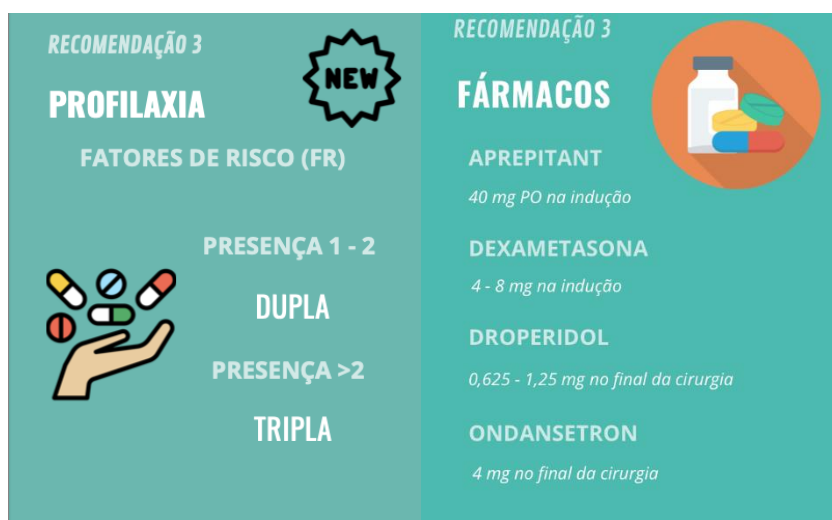 RECOMENDAÇÃO 3
NEW
PROFILAXIA
FATORES DE RISCO (FR)
PRESENÇA 1 - 2
DUPLA
PRESENÇA >2
TRIPLA
RECOMENDAÇÃO 3
FÁRMACOS
APREPITANT
40 mg PO na indução
DEXAMETASONA
4 - 8 mg na indução
DROPERIDOL
0,625 - 1,25 mg no final da cirurgia
ONDANSETRON
4 mg no final da cirurgia